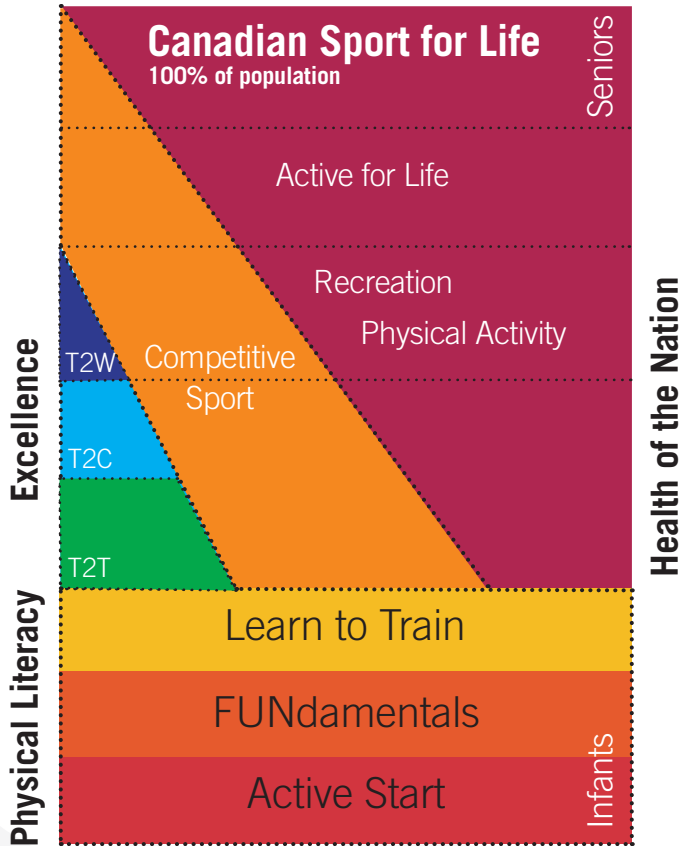 Canadian Sport for Life
100% of population
Seniors
Active for Life
Recreation
Physical Activity
Competitive
Sport
T2W
T2C
T2T
Excellence
Health of the Nation
Learn to Train
FUNdamentals
Active Start
Infants
Physical Literacy